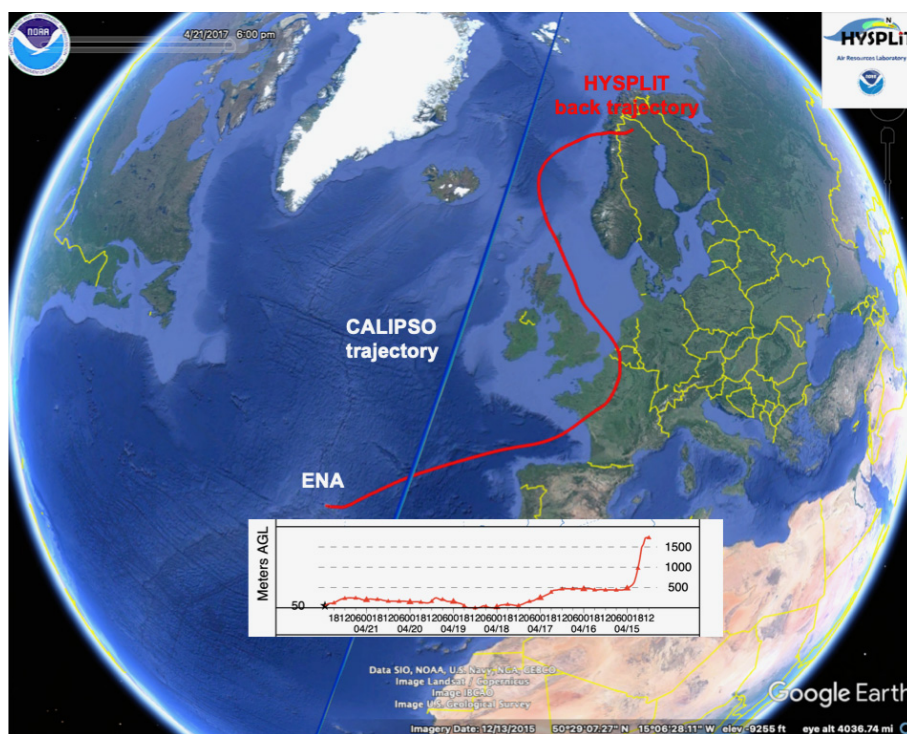 NOAA
4/21/2017 6:00 pm
N
HYSPLIT
Air Resources Laboratory
HYSPLIT
back trajectory
CALIPSO
trajectory
ENA
Meters AGL
1500
1000
500
50
1812060018120600181206001812060018120600181206001812
04/21 04/20 04/19 04/18 04/17 04/16 04/15
Data SIO, NOAA, U.S. Navy, NGA, GEBCO
Image Landsat / Copernicus
Image IBCAO
Image U.S. Geological Survey
Google Earth
Imagery Date: 12/13/2015 50°29'07.27" N 15°06'28.11" W elev -9255 ft eye alt 4036.74 mi